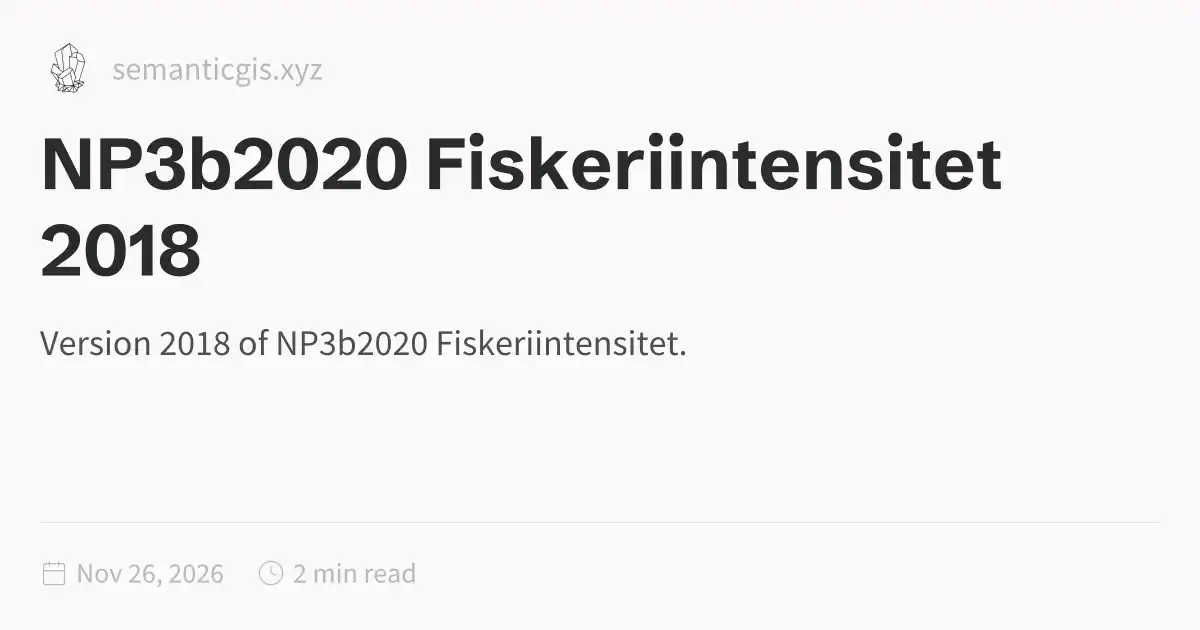 semanticgis.xyz
NP3b2020 Fiskeriintensitet
2018
Version 2018 of NP3b2020 Fiskeriintensitet.
Nov 26, 2026 2 min read